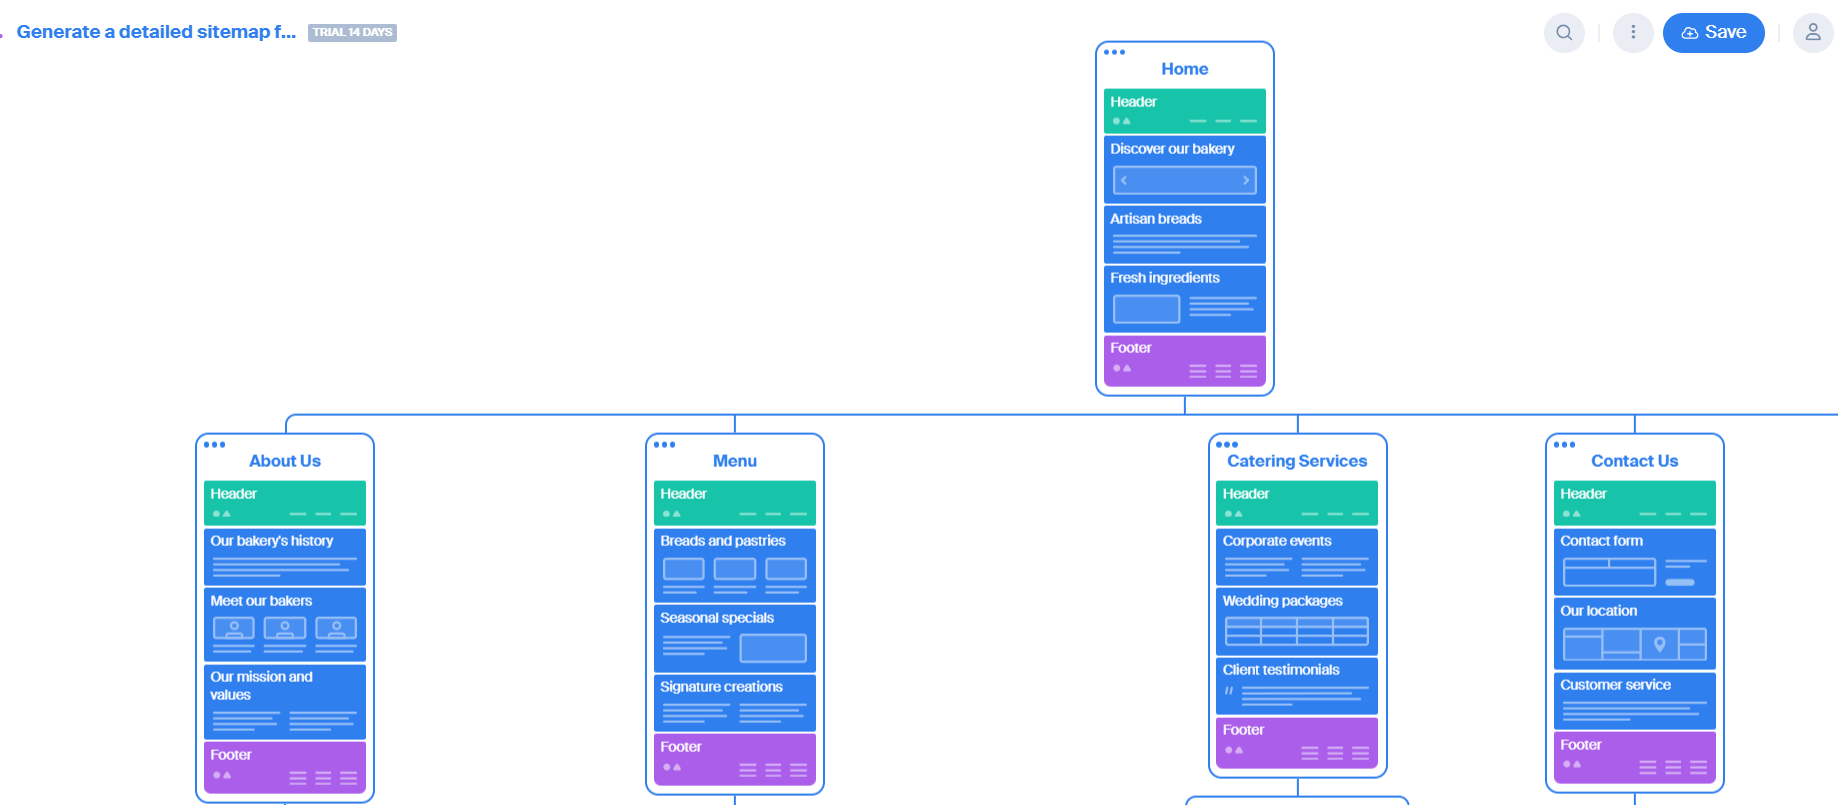 Generate a detailed sitemap f...
TRIAL 14 DAYS
Save
Home
Header
Discover our bakery
Artisan breads
Fresh ingredients
Footer
About Us
Header
Our bakery's history
Meet our bakers
Our mission and
values
Footer
Menu
Header
Breads and pastries
Seasonal specials
Signature creations
Footer
Catering Services
Header
Corporate events
Wedding packages
Client testimonials
Footer
Contact Us
Header
Contact form
Our location
Customer service
Footer